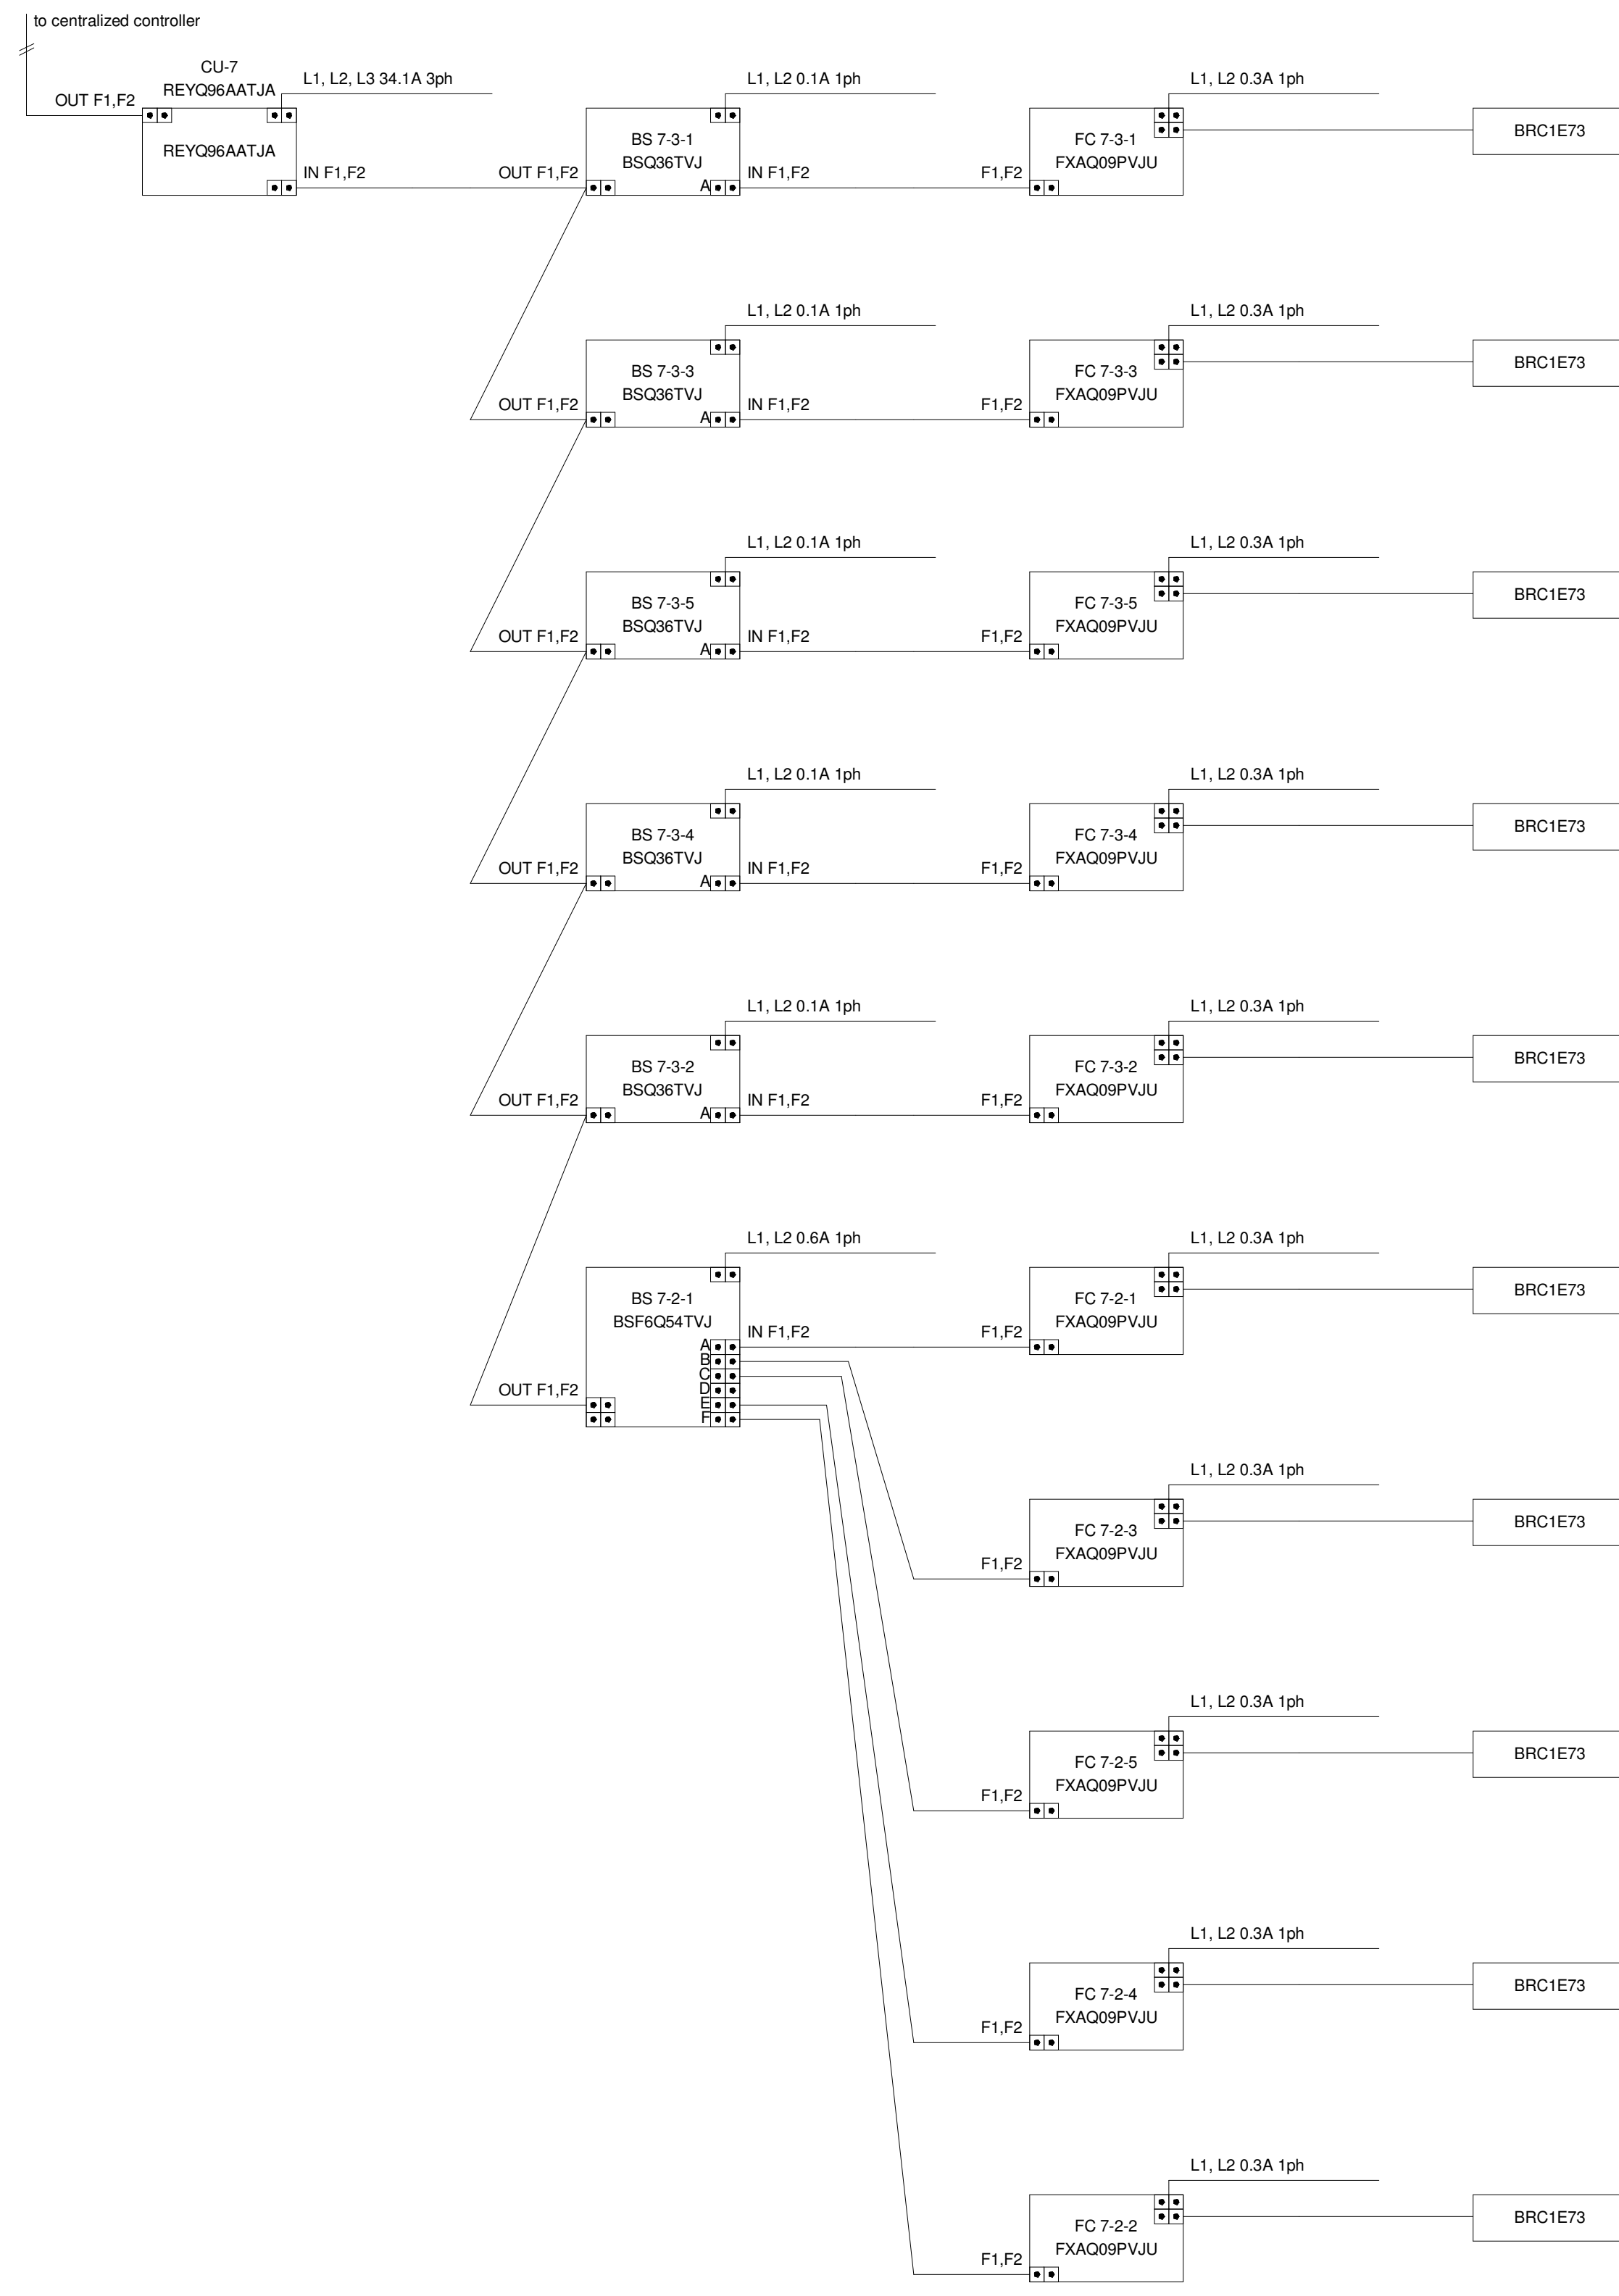 to centralized controller
CU-7
REYQ96AATJA
L1, L2, L3 34.1A 3ph
OUT F1,F2
REYQ96AATJA
IN F1,F2
L1, L2 0.1A 1ph
BS 7-3-1
BSQ36TVJ
OUT F1,F2
A
IN F1,F2
L1, L2 0.3A 1ph
FC 7-3-1
FXAQ09PVJU
F1,F2
BRC1E73
L1, L2 0.1A 1ph
BS 7-3-3
BSQ36TVJ
OUT F1,F2
A
IN F1,F2
L1, L2 0.3A 1ph
FC 7-3-3
FXAQ09PVJU
F1,F2
BRC1E73
L1, L2 0.1A 1ph
BS 7-3-5
BSQ36TVJ
OUT F1,F2
A
IN F1,F2
L1, L2 0.3A 1ph
FC 7-3-5
FXAQ09PVJU
F1,F2
BRC1E73
L1, L2 0.1A 1ph
BS 7-3-4
BSQ36TVJ
OUT F1,F2
A
IN F1,F2
L1, L2 0.3A 1ph
FC 7-3-4
FXAQ09PVJU
F1,F2
BRC1E73
L1, L2 0.1A 1ph
BS 7-3-2
BSQ36TVJ
OUT F1,F2
A
IN F1,F2
L1, L2 0.3A 1ph
FC 7-3-2
FXAQ09PVJU
F1,F2
BRC1E73
L1, L2 0.6A 1ph
BS 7-2-1
BSF6Q54TVJ
OUT F1,F2
A
B
C
D
E
F
IN F1,F2
L1, L2 0.3A 1ph
FC 7-2-1
FXAQ09PVJU
F1,F2
BRC1E73
L1, L2 0.3A 1ph
FC 7-2-3
FXAQ09PVJU
F1,F2
BRC1E73
L1, L2 0.3A 1ph
FC 7-2-5
FXAQ09PVJU
F1,F2
BRC1E73
L1, L2 0.3A 1ph
FC 7-2-4
FXAQ09PVJU
F1,F2
BRC1E73
L1, L2 0.3A 1ph
FC 7-2-2
FXAQ09PVJU
F1,F2
BRC1E73